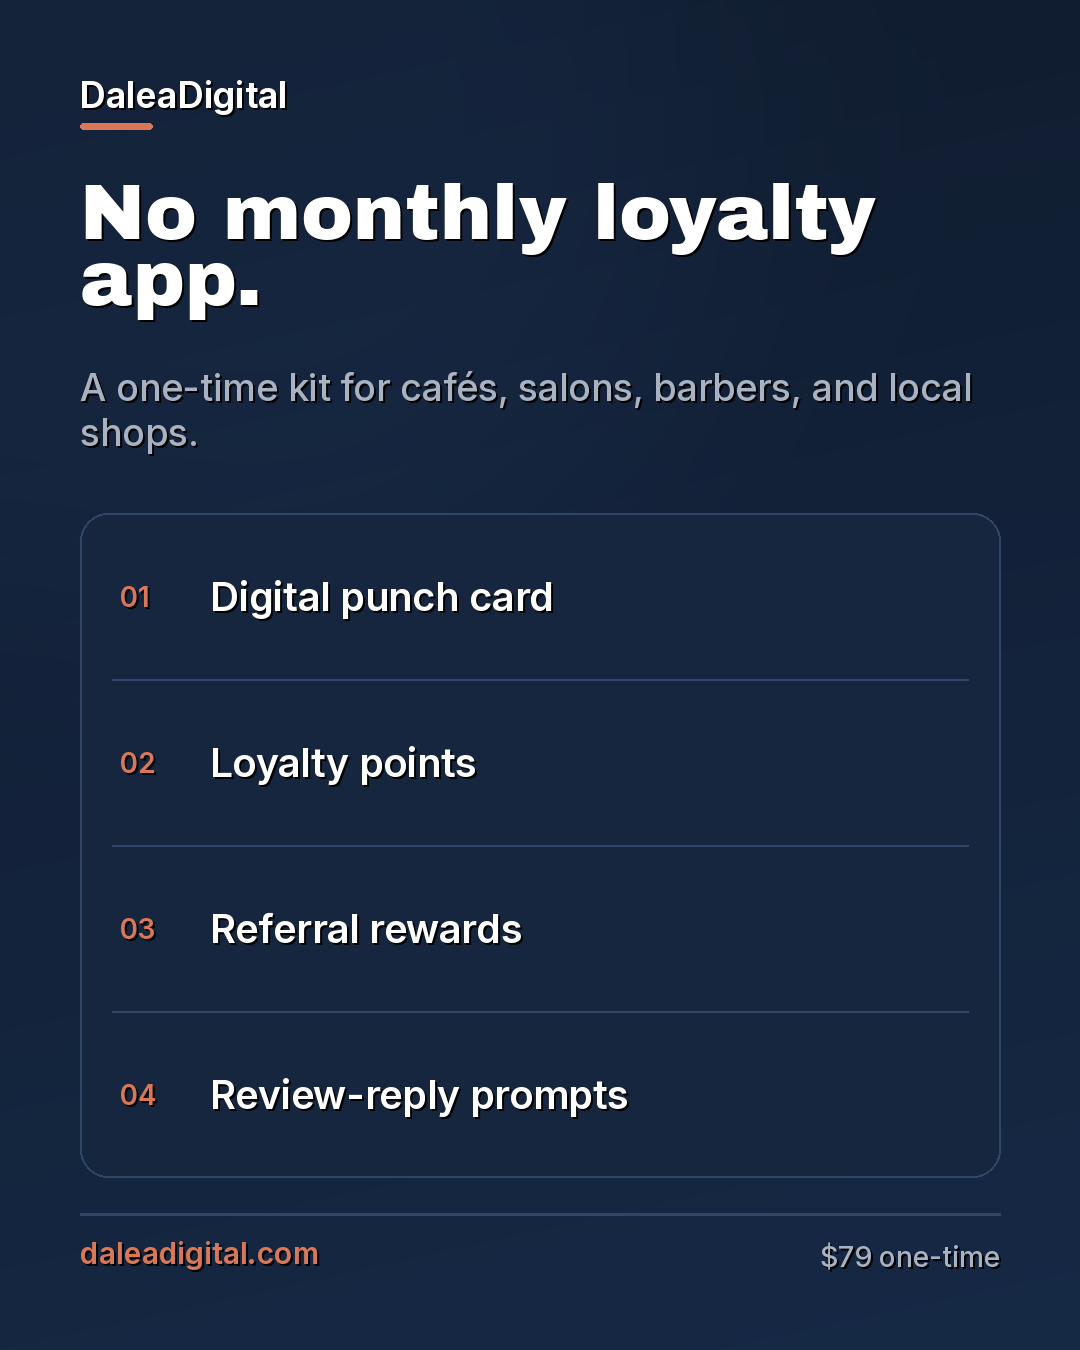 DaleaDigital
No monthly loyalty
app.
A one-time kit for cafés, salons, barbers, and local
shops.
01 Digital punch card
02 Loyalty points
03 Referral rewards
04 Review-reply prompts
daleadigital.com $79 one-time